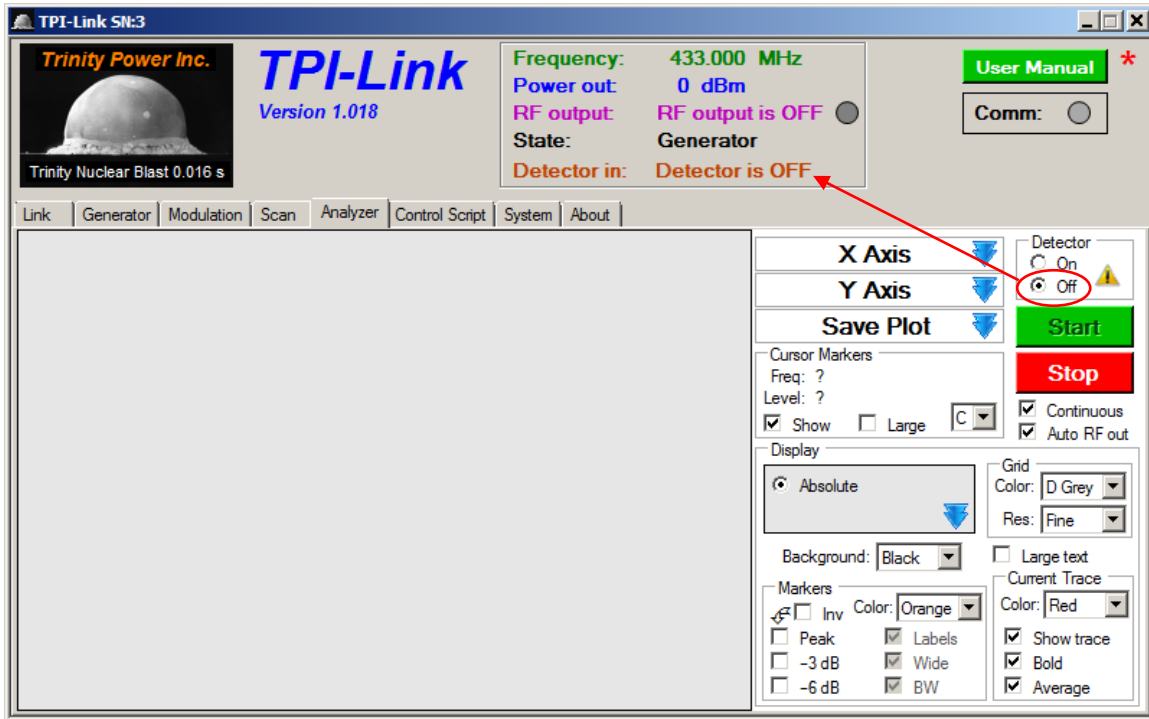 TPI-Link SN:3
Trinity Power Inc.
Trinity Nuclear Blast 0.016 s
TPI-Link
Version 1.018
Frequency: 433.000 MHz
Power out: 0 dBm
RF output: RF output is OFF
State: Generator
Detector in: Detector is OFF
User Manual *
Comm:
Link Generator Modulation Scan Analyzer Control Script System About
X Axis
Y Axis
Save Plot
Detector
On
Off
Start
Stop
Continuous
Auto RF out
Cursor Markers
Freq: ?
Level: ?
Show Large C
Display
Absolute
Grid
Color: D Grey
Res: Fine
Background: Black
Large text
Markers
Inv Color: Orange
Peak Labels
-3 dB Wide
-6 dB BW
Current Trace
Color: Red
Show trace
Bold
Average